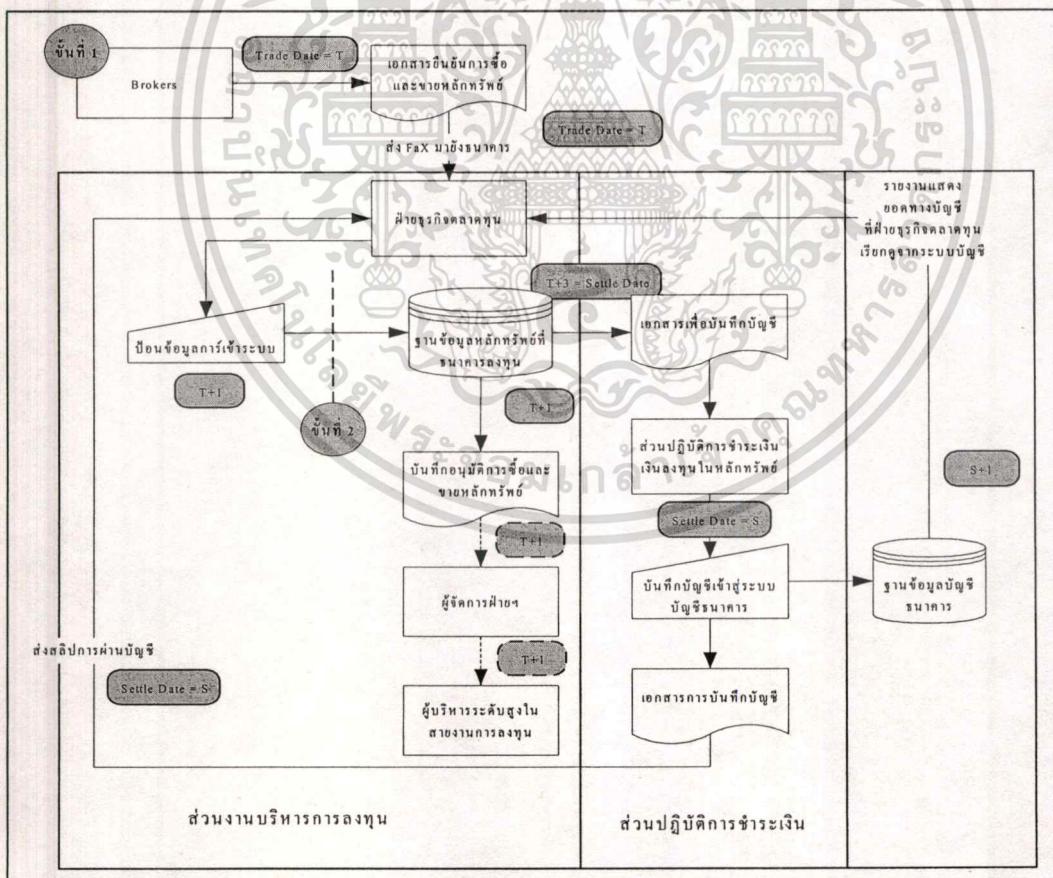 ขั้นที่ 1
Brokers
Trade Date = T
เอกสารยืนยันการซื้อ
และขายหลักทรัพย์
Trade Date = T
ส่ง FaX มายังธนาคาร
ฝ่ายธุรกิจตลาดทุน
รายงานแสดง
ยอดทางบัญชี
ที่ฝ่ายธุรกิจตลาดทุน
เรียกดูจากระบบบัญชี
T+3 = Settle Date
ป้อนข้อมูลการ์เข้าระบบ
T+1
ขั้นที่ 2
ฐานข้อมูลหลักทรัพย์ที่
ธนาคารลงทุน
T+1
เอกสารเพื่อบันทึกบัญชี
บันทึกอนุมัติการซื้อและ
ขายหลักทรัพย์
T+1
ส่วนปฏิบัติการชำระเงิน
เงินลงทุนในหลักทรัพย์
Settle Date = S
S+1
ผู้จัดการฝ่ายฯ
T+1
บันทึกบัญชีเข้าสู่ระบบ
บัญชีธนาคาร
ฐานข้อมูลบัญชี
ธนาคาร
ส่งสลิปการผ่านบัญชี
Settle Date = S
ผู้บริหารระดับสูงใน
สายงานการลงทุน
เอกสารการบันทึกบัญชี
ส่วนงานบริหารการลงทุน
ส่วนปฏิบัติการชำระเงิน